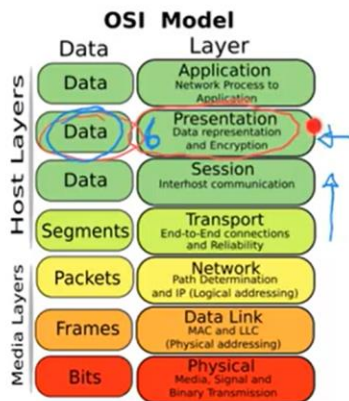 OSI Model
Data Layer
Host Layers
Data Application
Network Process to
Application
Data 6 Presentation
Data representation
and Encryption
Data Session
Interhost communication
Segments Transport
End-to-End connections
and Reliability
Media Layers
Packets Network
Path Determination
and IP (Logical addressing)
Frames Data Link
MAC and LLC
(Physical addressing)
Bits Physical
Media, Signal and
Binary Transmission